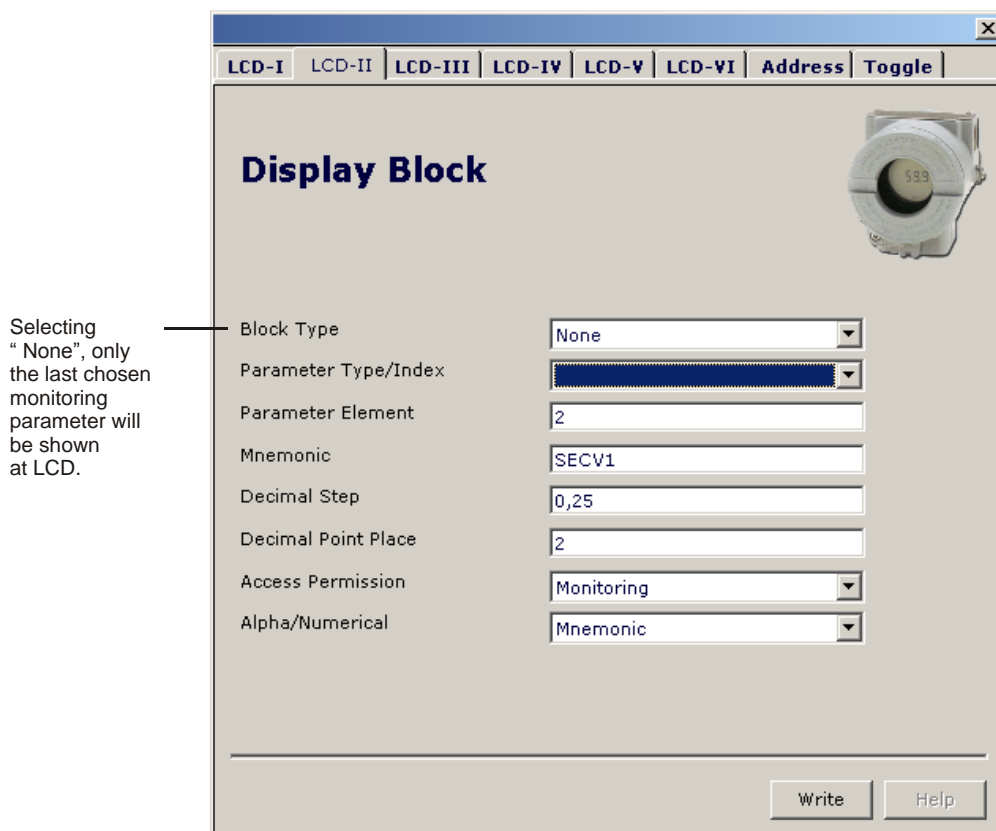 LCD-I LCD-II LCD-III LCD-IV LCD-V LCD-VI Address Toggle
Display Block
59.9
Selecting
“ None", only
the last chosen
monitoring
parameter will
be shown
at LCD.
Block Type None
Parameter Type/Index
Parameter Element 2
Mnemonic SECV1
Decimal Step 0,25
Decimal Point Place 2
Access Permission Monitoring
Alpha/Numerical Mnemonic
Write Help